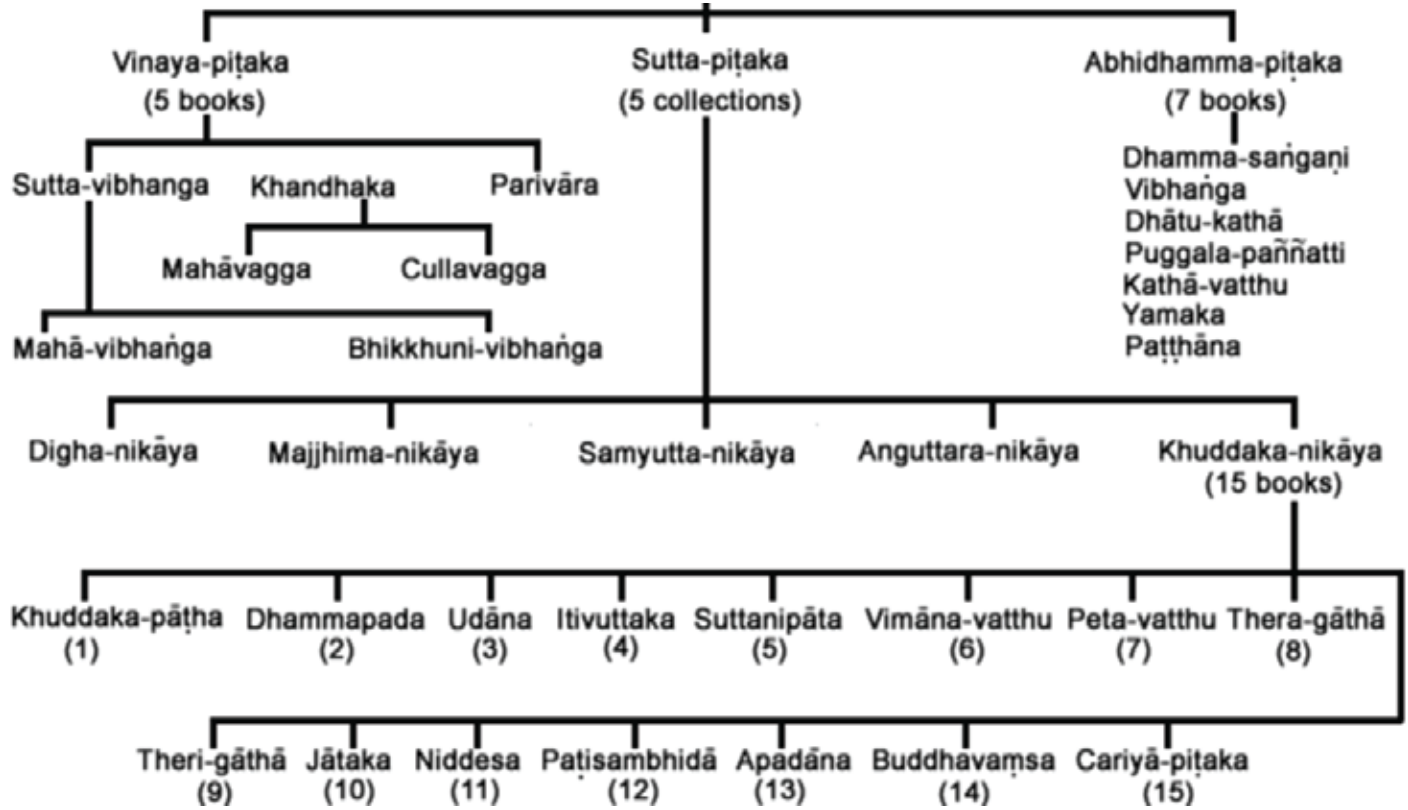 Vinaya-piṭaka
(5 books)
Sutta-piṭaka
(5 collections)
Abhidhamma-piṭaka
(7 books)
Sutta-vibhanga
Khandhaka
Parivāra
Mahāvagga
Cullavagga
Mahā-vibhaṅga
Bhikkhuni-vibhaṅga
Dhamma-saṅgaṇi
Vibhaṅga
Dhātu-kathā
Puggala-paññatti
Kathā-vatthu
Yamaka
Paṭṭhāna
Digha-nikāya
Majjhima-nikāya
Samyutta-nikāya
Anguttara-nikāya
Khuddaka-nikāya
(15 books)
Khuddaka-pāṭha
(1)
Dhammapada
(2)
Udāna
(3)
Itivuttaka
(4)
Suttanipāta
(5)
Vimāna-vatthu
(6)
Peta-vatthu
(7)
Thera-gāthā
(8)
Theri-gāthā
(9)
Jātaka
(10)
Niddesa
(11)
Paṭisambhidā
(12)
Apadāna
(13)
Buddhavaṃsa
(14)
Cariyā-piṭaka
(15)